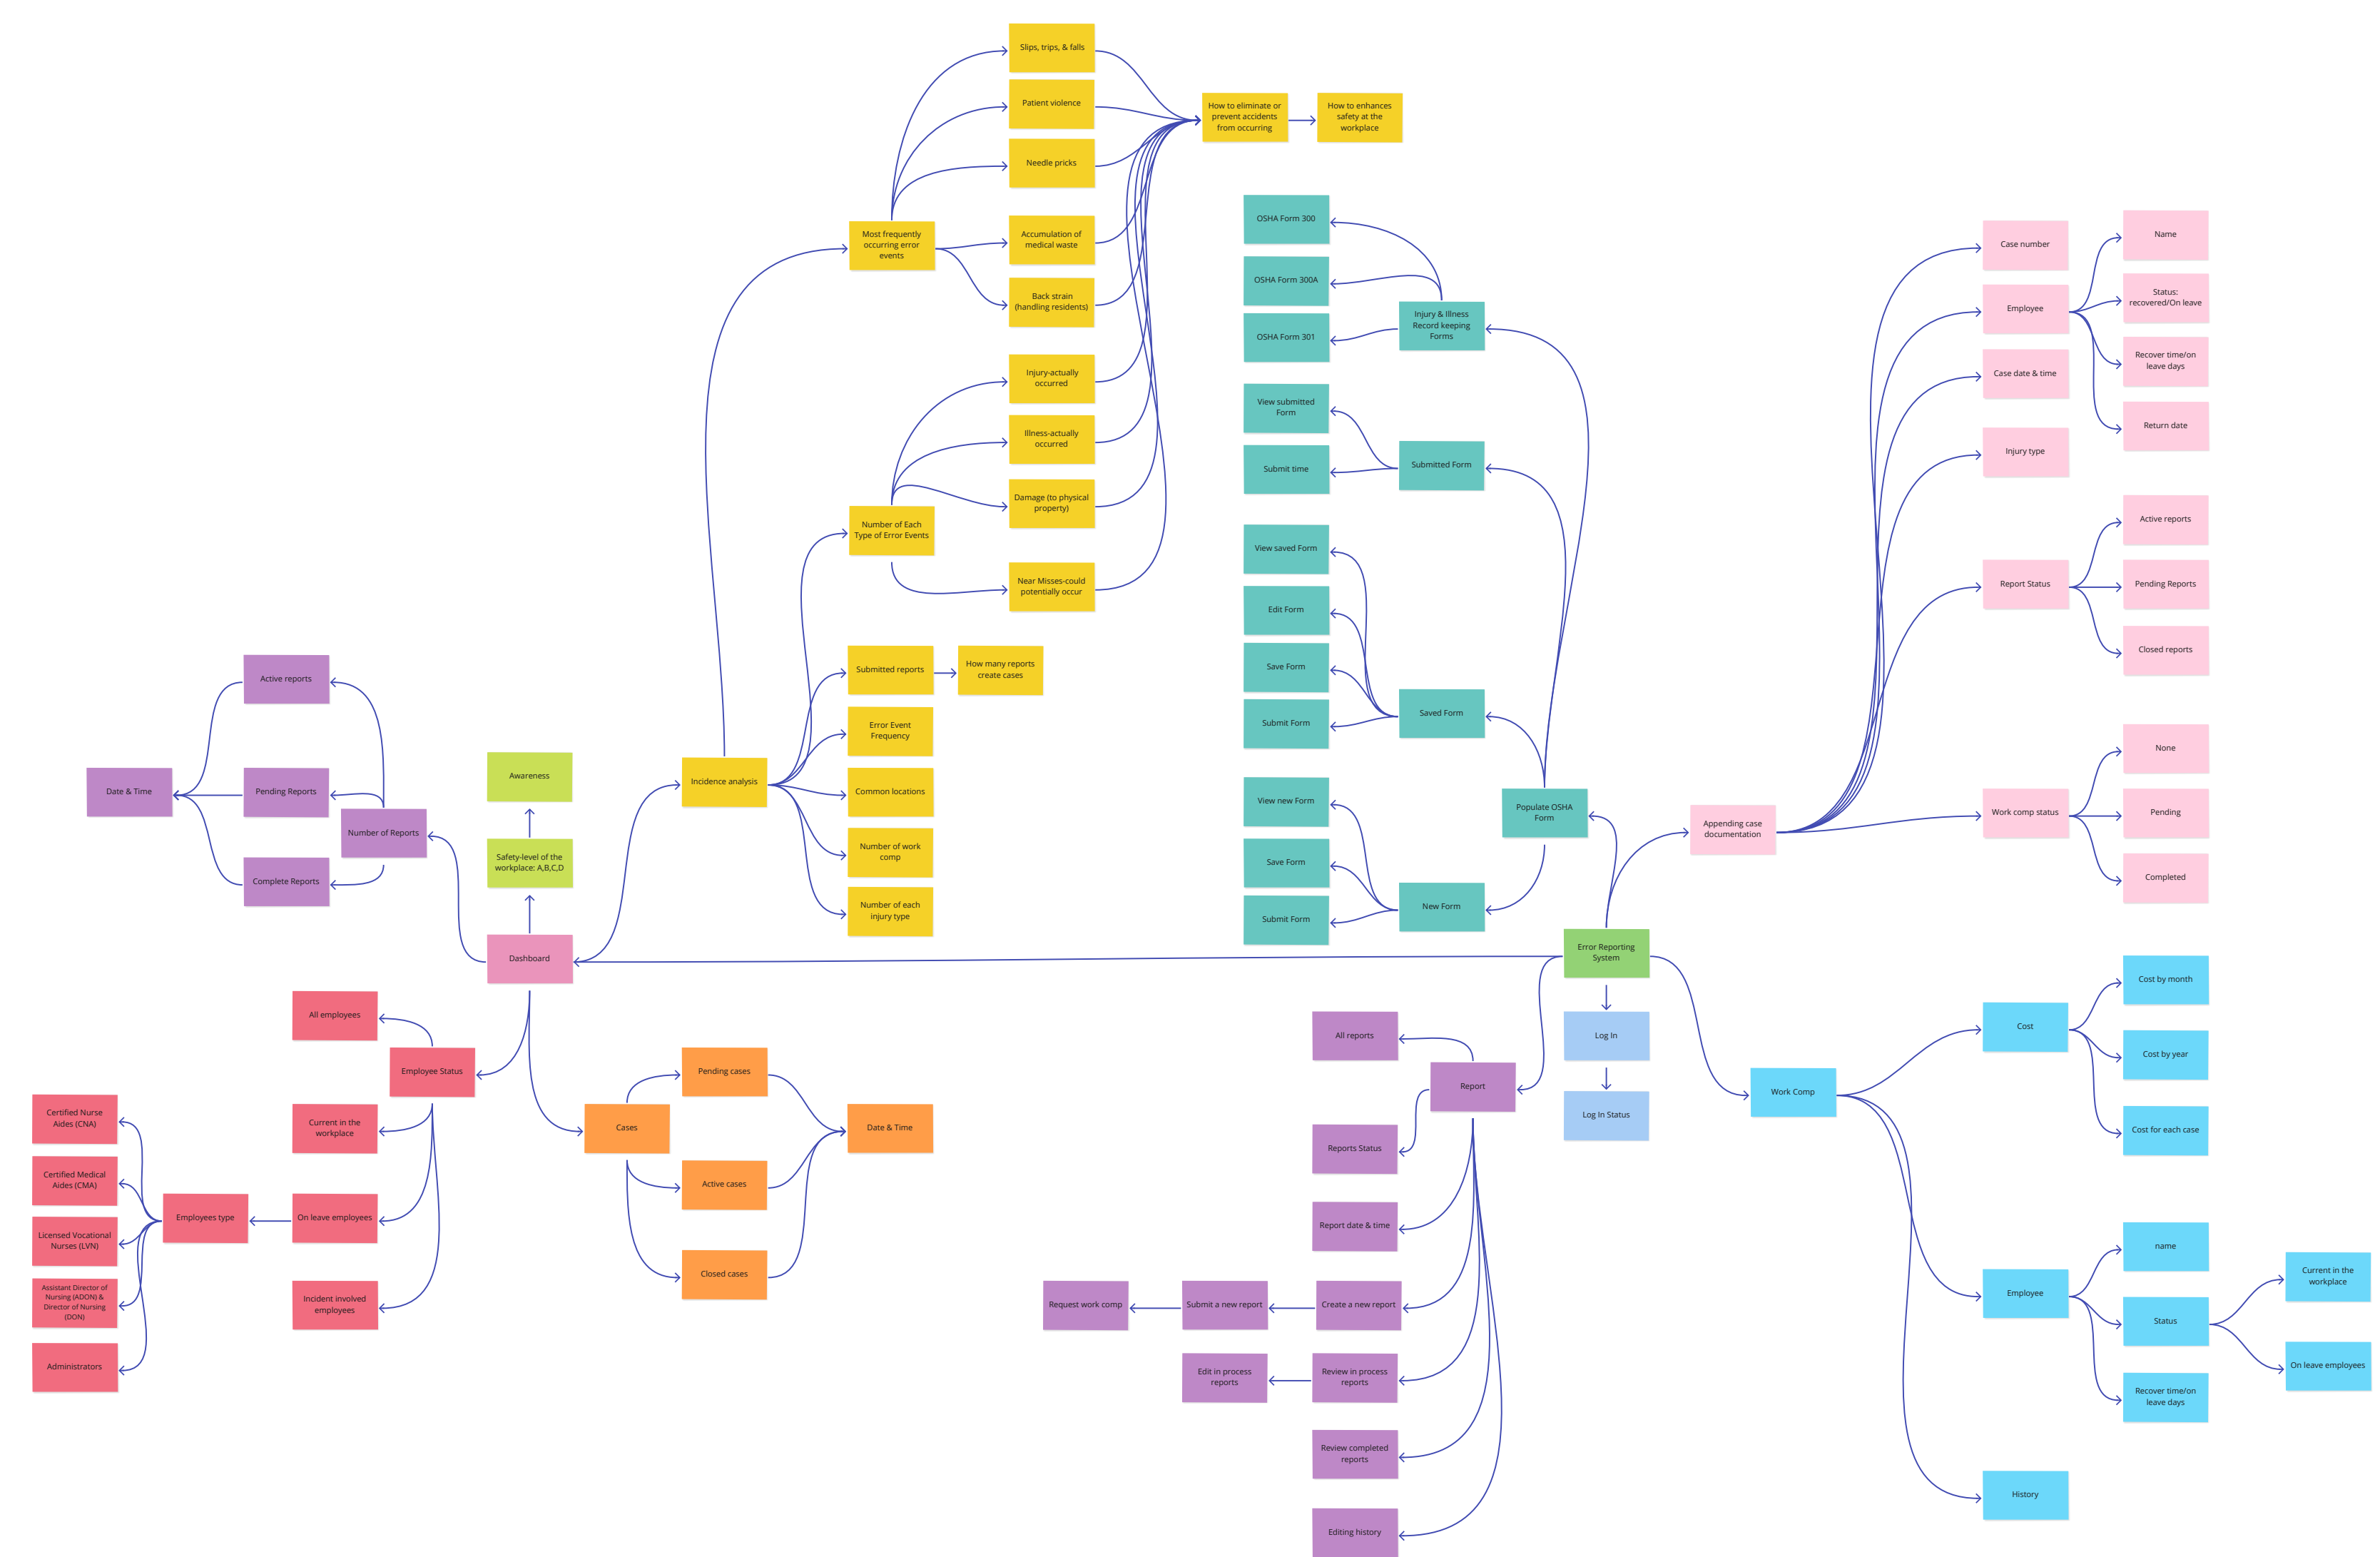 Slips, trips, & falls
Patient violence
Needle pricks
Accumulation of
medical waste
Back strain
(handling residents)
Most frequently
occurring error
events
How to eliminate or
prevent accidents
from occurring
How to enhances
safety at the
workplace
Injury-actually
occurred
Illness-actually
occurred
Damage (to physical
property)
Near Misses-could
potentially occur
Number of Each
Type of Error Events
Submitted reports
How many reports
create cases
Error Event
Frequency
Common locations
Number of work
comp
Number of each
injury type
Incidence analysis
OSHA Form 300
OSHA Form 300A
OSHA Form 301
Injury & Illness
Record keeping
Forms
View submitted
Form
Submit time
Submitted Form
View saved Form
Edit Form
Save Form
Submit Form
Saved Form
View new Form
Save Form
Submit Form
New Form
Populate OSHA
Form
Case number
Employee
Case date & time
Injury type
Name
Status:
recovered/On leave
Recover time/on
leave days
Return date
Report Status
Active reports
Pending Reports
Closed reports
Work comp status
None
Pending
Completed
Appending case
documentation
Active reports
Pending Reports
Complete Reports
Date & Time
Number of Reports
Awareness
Safety-level of the
workplace: A,B,C,D
Dashboard
Error Reporting
System
Log In
Log In Status
All employees
Employee Status
Current in the
workplace
On leave employees
Incident involved
employees
Employees type
Certified Nurse
Aides (CNA)
Certified Medical
Aides (CMA)
Licensed Vocational
Nurses (LVN)
Assistant Director of
Nursing (ADON) &
Director of Nursing
(DON)
Administrators
Cases
Pending cases
Active cases
Closed cases
Date & Time
All reports
Report
Reports Status
Report date & time
Create a new report
Submit a new report
Request work comp
Review in process
reports
Edit in process
reports
Review completed
reports
Editing history
Work Comp
Cost
Cost by month
Cost by year
Cost for each case
Employee
name
Status
Recover time/on
leave days
Current in the
workplace
On leave employees
History